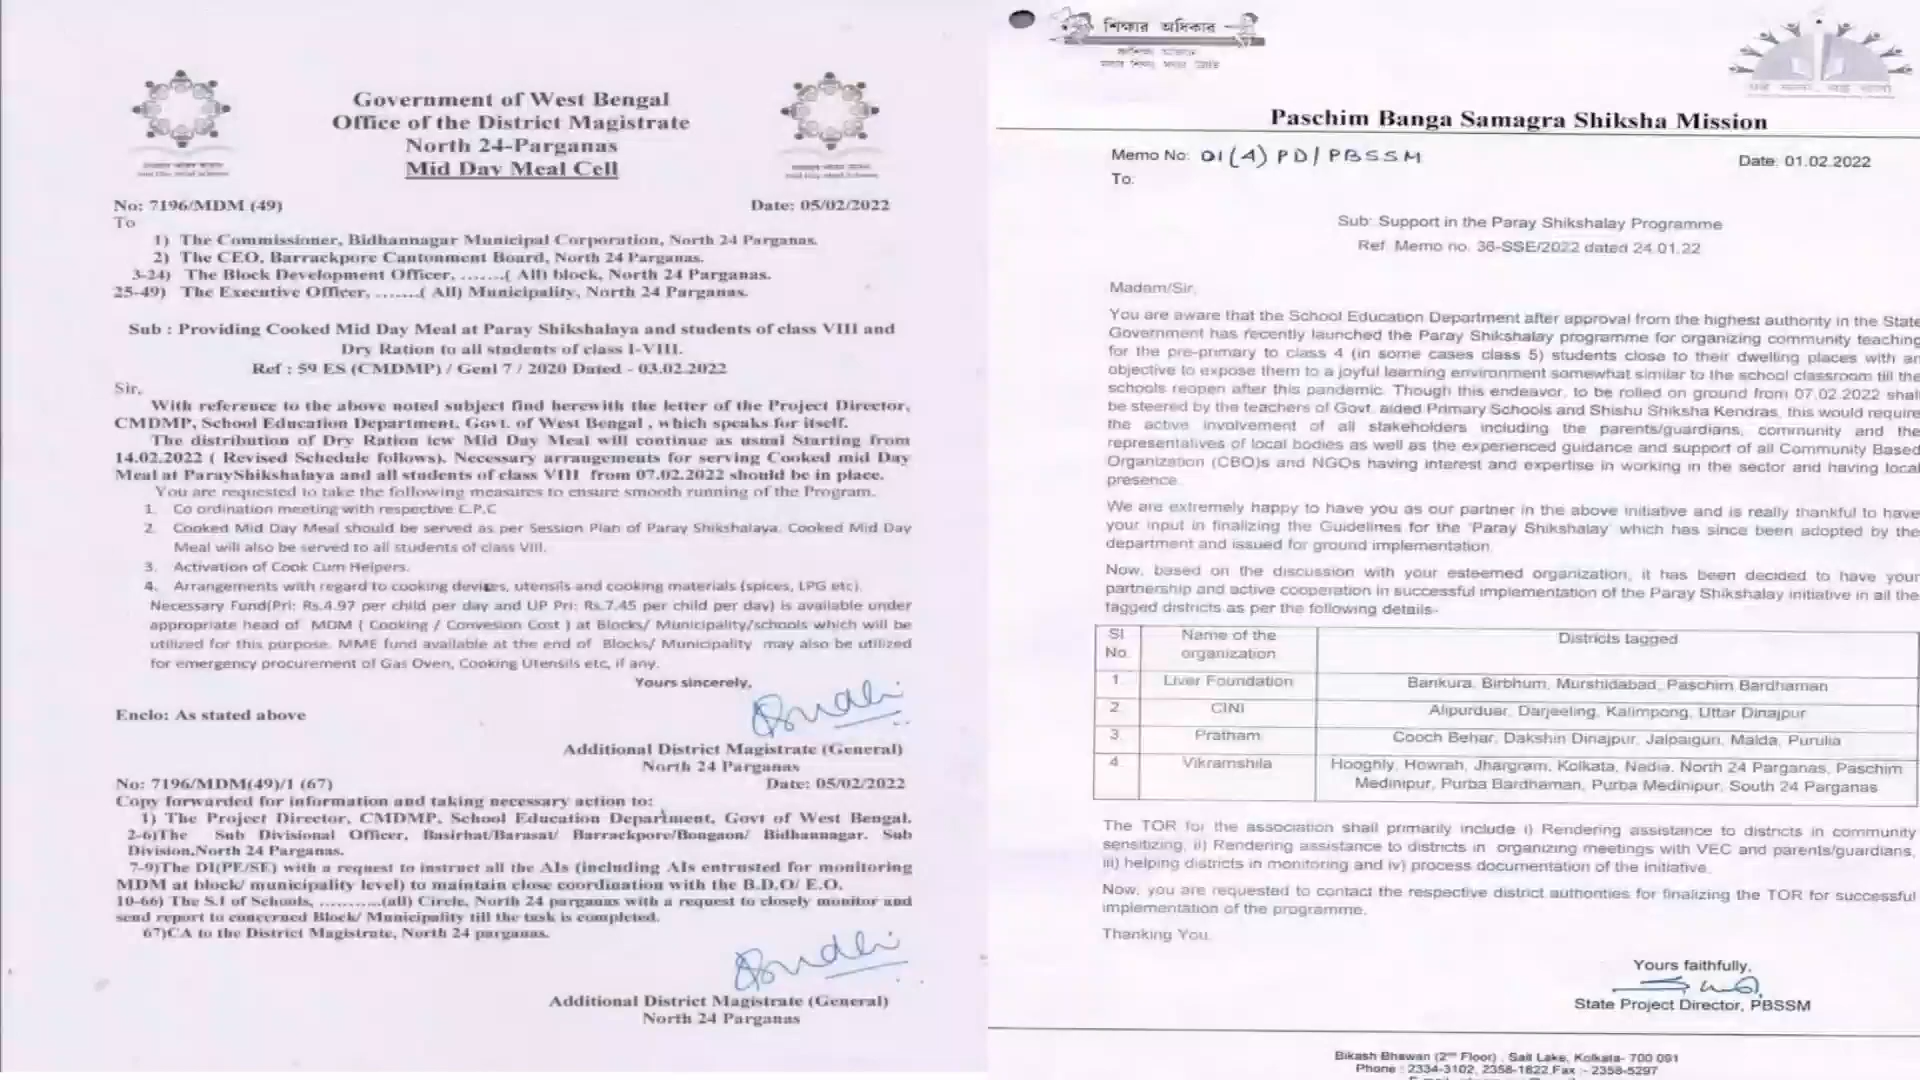 Government of West Bengal
Office of the District Magistrate
North 24-Parganas
Mid Day Meal Cell
No: 7196/MDM (49) Date: 05/02/2022
To
1) The Commissioner, Bidhannagar Municipal Corporation, North 24 Parganas.
2) The CEO, Barrackpore Cantonment Board, North 24 Parganas.
3-24) The Block Development Officer, .......( All) block, North 24 Parganas.
25-49) The Executive Officer, .......( All) Municipality, North 24 Parganas.
Sub : Providing Cooked Mid Day Meal at Paray Shikshalaya and students of class VIII and
Dry Ration to all students of class I-VIII.
Ref : 59 ES (CMDMP) / Genl 7 / 2020 Dated - 03.02.2022
Sir,
With reference to the above noted subject find herewith the letter of the Project Director,
CMDMP, School Education Department, Govt. of West Bengal , which speaks for itself.
The distribution of Dry Ration icw Mid Day Meal will continue as usual Starting from
14.02.2022 ( Revised Schedule follows). Necessary arrangements for serving Cooked mid Day
Meal at ParayShikshalaya and all students of class VIII from 07.02.2022 should be in place.
You are requested to take the following measures to ensure smooth running of the Program.
1. Co ordination meeting with respective C.P.C
2. Cooked Mid Day Meal should be served as per Session Plan of Paray Shikshalaya. Cooked Mid Day
Meal will also be served to all students of class VIII.
3. Activation of Cook Cum Helpers.
4. Arrangements with regard to cooking devices, utensils and cooking materials (spices, LPG etc).
Necessary Fund(Pri: Rs.4.97 per child per day and UP Pri: Rs.7.45 per child per day) is available under
appropriate head of MDM ( Cooking / Convesion Cost ) at Blocks/ Municipality/schools which will be
utilized for this purpose. MME fund available at the end of Blocks/ Municipality may also be utilized
for emergency procurement of Gas Oven, Cooking Utensils etc, if any.
Yours sincerely,
Enclo: As stated above
Additional District Magistrate (General)
North 24 Parganas
No: 7196/MDM(49)/1 (67) Date: 05/02/2022
Copy forwarded for information and taking necessary action to:
1) The Project Director, CMDMP, School Education Department, Govt of West Bengal.
2-6)The Sub Divisional Officer, Basirhat/Barasat/ Barrackpore/Bongaon/ Bidhannagar. Sub
Division,North 24 Parganas.
7-9)The DI(PE/SE) with a request to instruct all the AIs (including AIs entrusted for monitoring
MDM at block/ municipality level) to maintain close coordination with the B.D.O/ E.O.
10-66) The S.I of Schools, ...........(all) Circle, North 24 parganas with a request to closely monitor and
send report to concerned Block/ Municipality till the task is completed.
67)CA to the District Magistrate, North 24 parganas.
Additional District Magistrate (General)
North 24 Parganas
শিক্ষার অধিকার
Paschim Banga Samagra Shiksha Mission
Memo No: 01(4) PD/PBSSM Date: 01.02.2022
To:
Sub: Support in the Paray Shikshalay Programme
Ref. Memo no. 36-SSE/2022 dated 24.01.22
Madam/Sir,
You are aware that the School Education Department after approval from the highest authority in the State
Government has recently launched the Paray Shikshalay programme for organizing community teaching
for the pre-primary to class 4 (in some cases class 5) students close to their dwelling places with an
objective to expose them to a joyful learning environment somewhat similar to the school classroom till the
schools reopen after this pandemic. Though this endeavor, to be rolled on ground from 07.02.2022 shall
be steered by the teachers of Govt. aided Primary Schools and Shishu Shiksha Kendras, this would require
the active involvement of all stakeholders including the parents/guardians, community and the
representatives of local bodies as well as the experienced guidance and support of all Community Based
Organization (CBO)s and NGOs having interest and expertise in working in the sector and having local
presence.
We are extremely happy to have you as our partner in the above initiative and is really thankful to have
your input in finalizing the Guidelines for the 'Paray Shikshalay' which has since been adopted by the
department and issued for ground implementation.
Now, based on the discussion with your esteemed organization, it has been decided to have your
partnership and active cooperation in successful implementation of the Paray Shikshalay initiative in all the
tagged districts as per the following details-
Sl No. Name of the organization Districts tagged
1. Liver Foundation Bankura, Birbhum, Murshidabad, Paschim Bardhaman
2. CINI Alipurduar, Darjeeling, Kalimpong, Uttar Dinajpur
3. Pratham Cooch Behar, Dakshin Dinajpur, Jalpaiguri, Malda, Purulia
4. Vikramshila Hooghly, Howrah, Jhargram, Kolkata, Nadia, North 24 Parganas, Paschim
Medinipur, Purba Bardhaman, Purba Medinipur, South 24 Parganas
The TOR for the association shall primarily include i) Rendering assistance to districts in community
sensitizing, ii) Rendering assistance to districts in organizing meetings with VEC and parents/guardians,
iii) helping districts in monitoring and iv) process documentation of the initiative.
Now, you are requested to contact the respective district authorities for finalizing the TOR for successful
implementation of the programme.
Thanking You.
Yours faithfully,
State Project Director, PBSSM
Bikash Bhawan (2nd Floor) , Salt Lake, Kolkata- 700 091
Phone : 2334-3102, 2358-1822,Fax :- 2358-5297